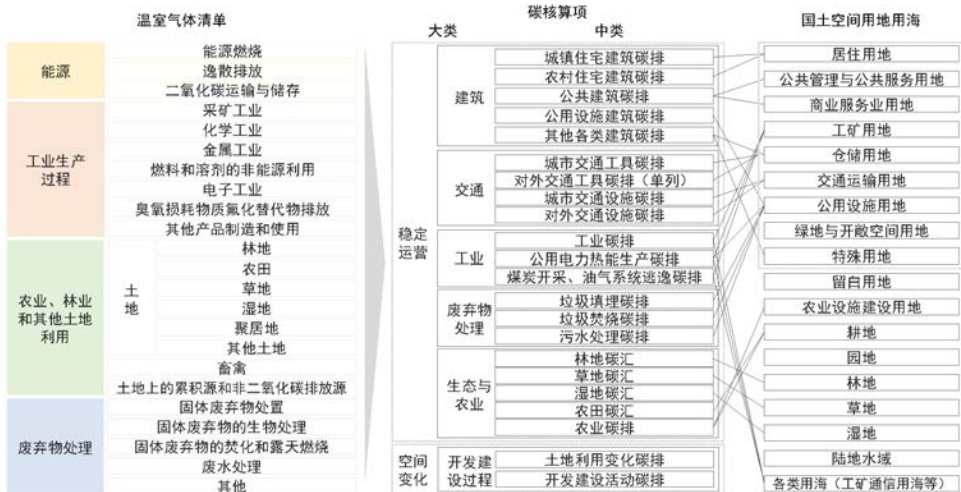 温室气体清单
能源
能源燃烧
逸散排放
二氧化碳运输与储存
工业生产
过程
采矿工业
化学工业
金属工业
燃料和溶剂的非能源利用
电子工业
臭氧损耗物质氟化替代物排放
其他产品制造和使用
农业、林业
和其他土地
利用
土
地
林地
农田
草地
湿地
聚居地
其他土地
畜禽
土地上的累积源和非二氧化碳排放源
废弃物处理
固体废弃物处置
固体废弃物的生物处理
固体废弃物的焚化和露天燃烧
废水处理
其他
碳核算项
大类
中类
稳定
运营
建筑
城镇住宅建筑碳排
农村住宅建筑碳排
公共建筑碳排
公用设施建筑碳排
其他各类建筑碳排
交通
城市交通工具碳排
对外交通工具碳排（单列）
城市交通设施碳排
对外交通设施碳排
工业
工业碳排
公用电力热能生产碳排
煤炭开采、油气系统逃逸碳排
废弃物
处理
垃圾填埋碳排
垃圾焚烧碳排
污水处理碳排
生态与
农业
林地碳汇
草地碳汇
湿地碳汇
农田碳汇
农业碳排
空间
变化
开发建
设过程
土地利用变化碳排
开发建设活动碳排
国土空间用地用海
居住用地
公共管理与公共服务用地
商业服务业用地
工矿用地
仓储用地
交通运输用地
公用设施用地
绿地与开敞空间用地
特殊用地
留白用地
农业设施建设用地
耕地
园地
林地
草地
湿地
陆地水域
各类用海（工矿通信用海等）